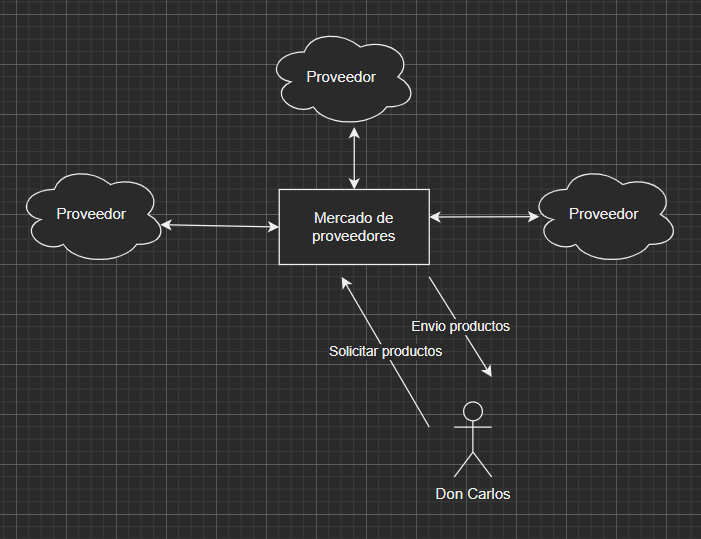 Proveedor
Proveedor
Mercado de
proveedores
Proveedor
Envio productos
Solicitar productos
Don Carlos